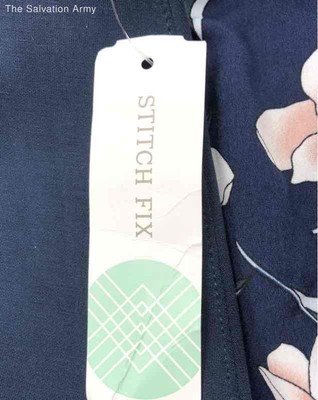 The Salvation Army
STITCH FIX